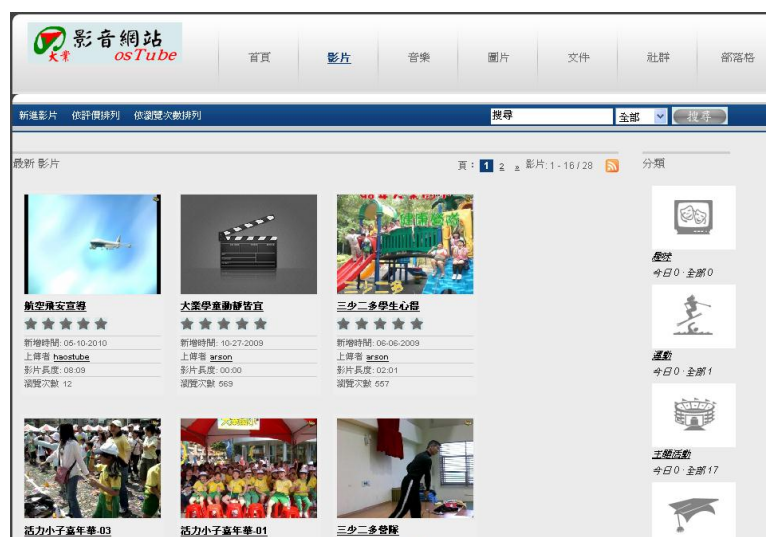 大業 影音網站
osTube
首頁 影片 音樂 圖片 文件 社群 部落格
新進影片 依評價排列 依瀏覽次數排列 搜尋 全部 搜尋
最新 影片 頁: 1 2 » 影片: 1 - 16 / 28 分類
健康
三少二多
航空飛安宣導 大業學童動靜皆宜 三少二多學生心得
新增時間: 05-10-2010 新增時間: 10-27-2009 新增時間: 06-06-2009
上傳者 haostube 上傳者 arson 上傳者 arson
影片長度: 08:09 影片長度: 00:00 影片長度: 02:01
瀏覽次數 12 瀏覽次數 569 瀏覽次數 557
趣味
今日 0 · 全部 0
運動
今日 0 · 全部 1
主題活動
今日 0 · 全部 17
活力小子嘉年華-03 活力小子嘉年華-01 三少二多營隊